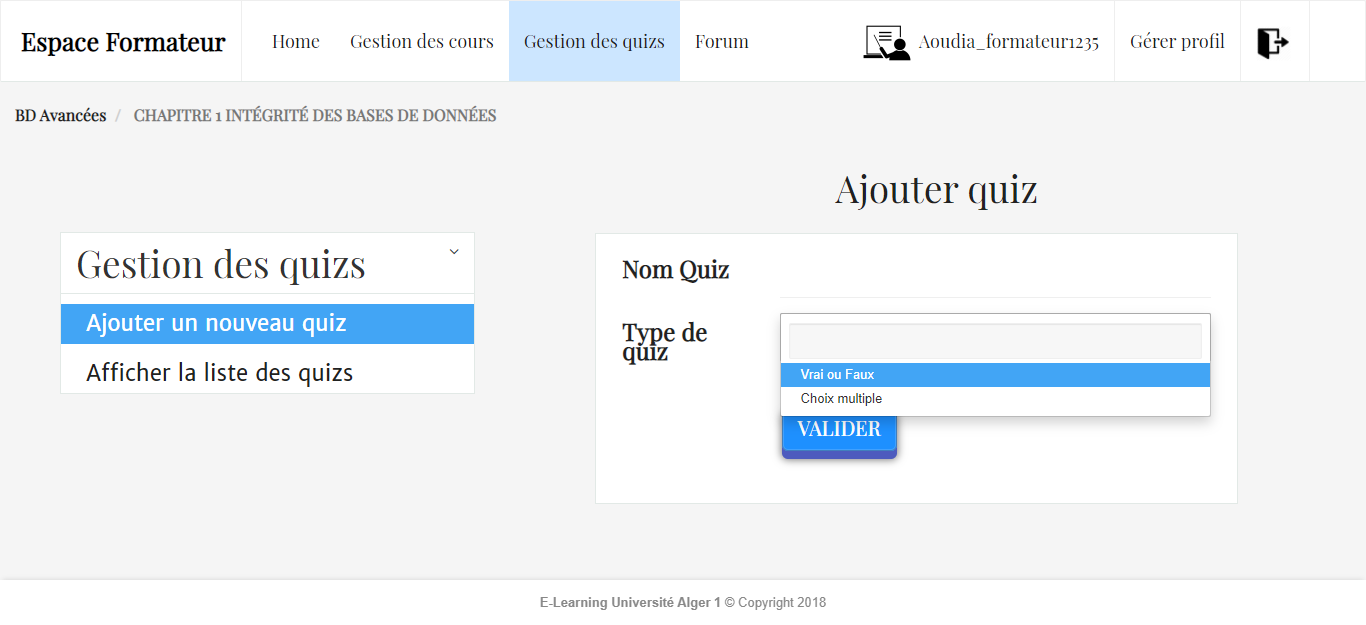 Espace Formateur
Home
Gestion des cours
Gestion des quizs
Forum
Aoudia_formateur1235
Gérer profil
BD Avancées / CHAPITRE 1 INTÉGRITÉ DES BASES DE DONNÉES
Ajouter quiz
Gestion des quizs
Ajouter un nouveau quiz
Afficher la liste des quizs
Nom Quiz
Type de
quiz
Vrai ou Faux
Choix multiple
VALIDER
E-Learning Université Alger 1 © Copyright 2018